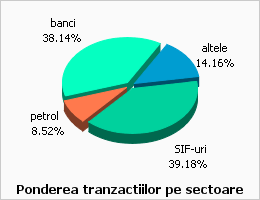 banci
38.14%
altele
14.16%
petrol
8.52%
SIF-uri
39.18%
Ponderea tranzactiilor pe sectoare